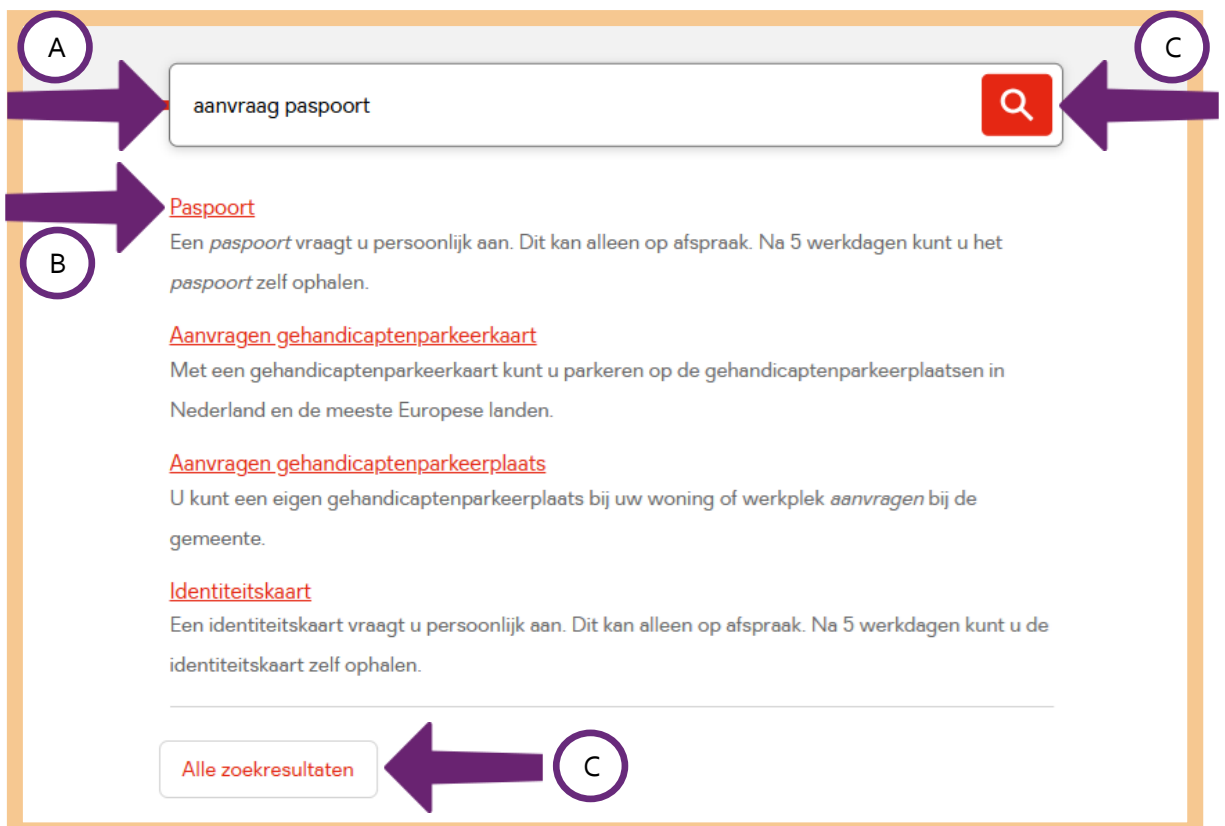 A
C
aanvraag paspoort
Paspoort
B
Een paspoort vraagt u persoonlijk aan. Dit kan alleen op afspraak. Na 5 werkdagen kunt u het
paspoort zelf ophalen.
Aanvragen gehandicaptenparkeerkaart
Met een gehandicaptenparkeerkaart kunt u parkeren op de gehandicaptenparkeerplaatsen in
Nederland en de meeste Europese landen.
Aanvragen gehandicaptenparkeerplaats
U kunt een eigen gehandicaptenparkeerplaats bij uw woning of werkplek aanvragen bij de
gemeente.
Identiteitskaart
Een identiteitskaart vraagt u persoonlijk aan. Dit kan alleen op afspraak. Na 5 werkdagen kunt u de
identiteitskaart zelf ophalen.
Alle zoekresultaten
C